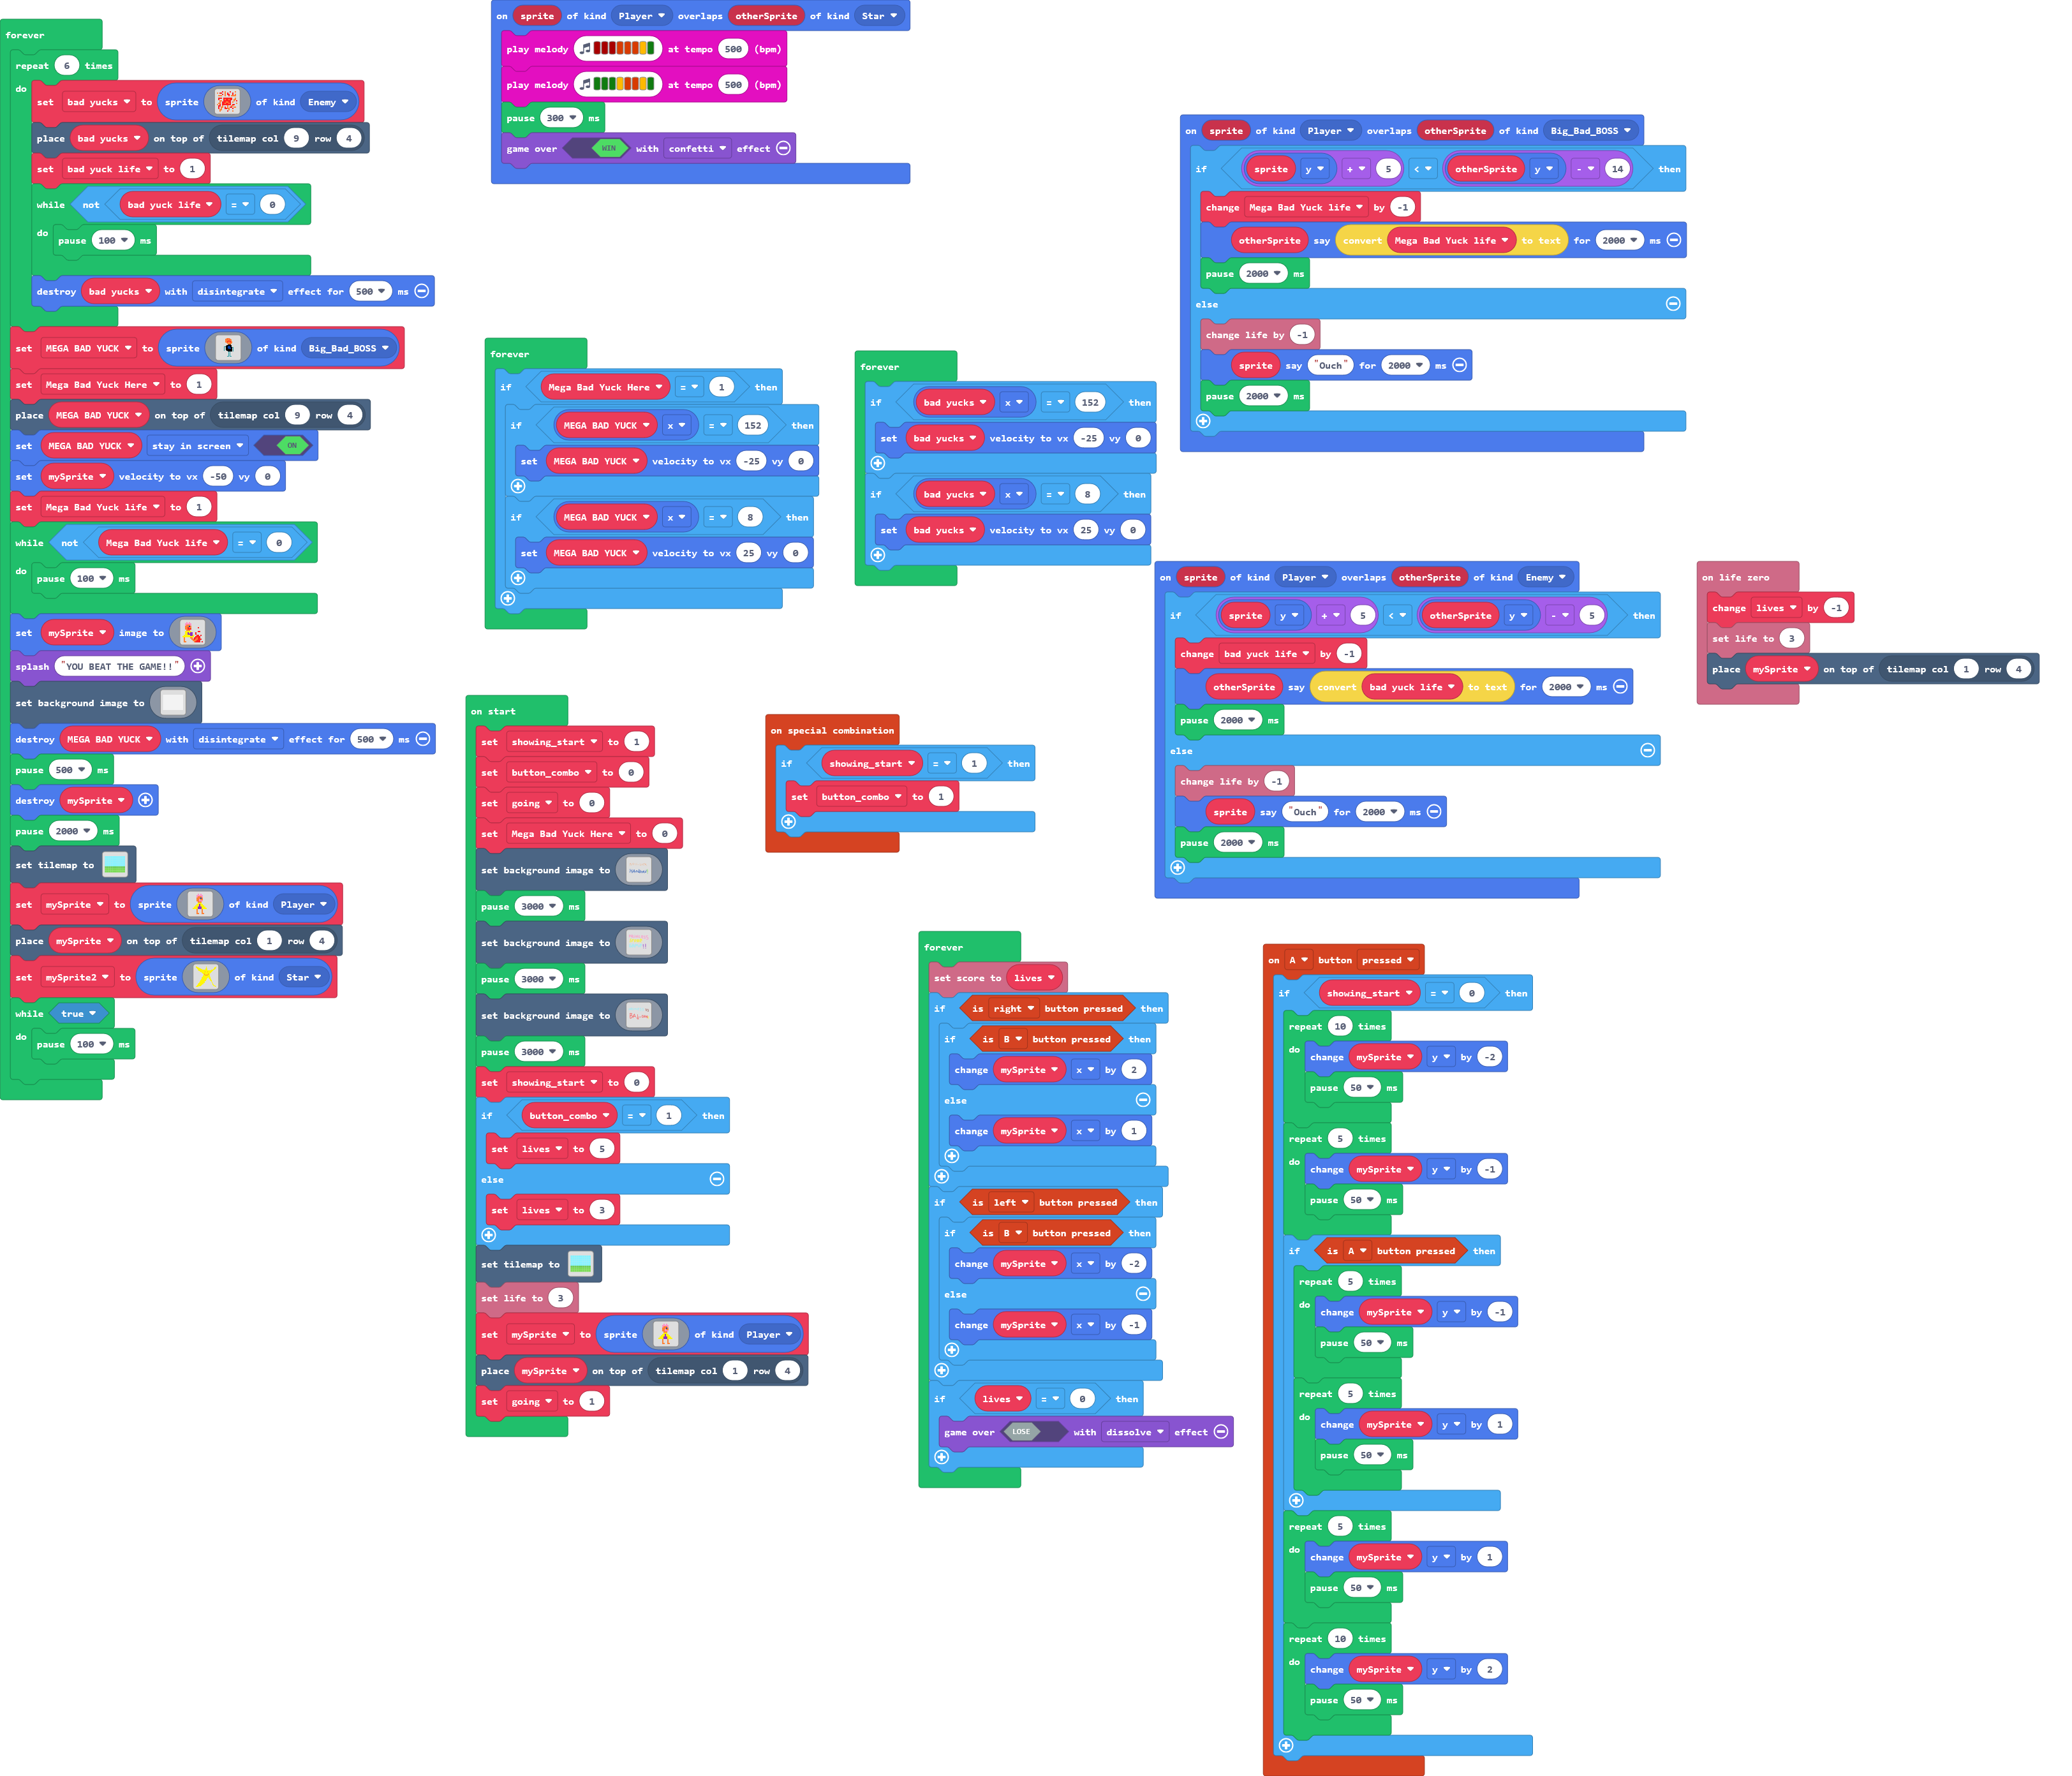 forever
repeat 6 times
do
set bad yucks to sprite of kind Enemy
place bad yucks on top of tilemap col 9 row 4
set bad yuck life to 1
while not bad yuck life = 0
do pause 100 ms
destroy bad yucks with disintegrate effect for 500 ms
set MEGA BAD YUCK to sprite of kind Big_Bad_BOSS
set Mega Bad Yuck Here to 1
place MEGA BAD YUCK on top of tilemap col 9 row 4
set MEGA BAD YUCK stay in screen ON
set mySprite velocity to vx -50 vy 0
set Mega Bad Yuck life to 1
while not Mega Bad Yuck life = 0
do pause 100 ms
set mySprite image to
splash "YOU BEAT THE GAME!!"
set background image to
destroy MEGA BAD YUCK with disintegrate effect for 500 ms
pause 500 ms
destroy mySprite
pause 2000 ms
set tilemap to
set mySprite to sprite of kind Player
place mySprite on top of tilemap col 1 row 4
set mySprite2 to sprite of kind Star
while true
do pause 100 ms
on sprite of kind Player overlaps otherSprite of kind Star
play melody at tempo 500 (bpm)
play melody at tempo 500 (bpm)
pause 300 ms
game over WIN with confetti effect
forever
if Mega Bad Yuck Here = 1 then
if MEGA BAD YUCK x = 152 then
set MEGA BAD YUCK velocity to vx -25 vy 0
if MEGA BAD YUCK x = 8 then
set MEGA BAD YUCK velocity to vx 25 vy 0
forever
if bad yucks x = 152 then
set bad yucks velocity to vx -25 vy 0
if bad yucks x = 8 then
set bad yucks velocity to vx 25 vy 0
on sprite of kind Player overlaps otherSprite of kind Big_Bad_BOSS
if sprite y + 5 < otherSprite y - 14 then
change Mega Bad Yuck life by -1
otherSprite say convert Mega Bad Yuck life to text for 2000 ms
pause 2000 ms
else
change life by -1
sprite say "Ouch" for 2000 ms
pause 2000 ms
on sprite of kind Player overlaps otherSprite of kind Enemy
if sprite y + 5 < otherSprite y - 5 then
change bad yuck life by -1
otherSprite say convert bad yuck life to text for 2000 ms
pause 2000 ms
else
change life by -1
sprite say "Ouch" for 2000 ms
pause 2000 ms
on life zero
change lives by -1
set life to 3
place mySprite on top of tilemap col 1 row 4
on start
set showing_start to 1
set button_combo to 0
set going to 0
set Mega Bad Yuck Here to 0
set background image to
pause 3000 ms
set background image to
pause 3000 ms
set background image to
pause 3000 ms
set showing_start to 0
if button_combo = 1 then
set lives to 5
else
set lives to 3
set tilemap to
set life to 3
set mySprite to sprite of kind Player
place mySprite on top of tilemap col 1 row 4
set going to 1
on special combination
if showing_start = 1 then
set button_combo to 1
forever
set score to lives
if is right button pressed then
if is B button pressed then
change mySprite x by 2
else
change mySprite x by 1
if is left button pressed then
if is B button pressed then
change mySprite x by -2
else
change mySprite x by -1
if lives = 0 then
game over LOSE with dissolve effect
on A button pressed
if showing_start = 0 then
repeat 10 times
do change mySprite y by -2
pause 50 ms
repeat 5 times
do change mySprite y by -1
pause 50 ms
if is A button pressed then
repeat 5 times
do change mySprite y by -1
pause 50 ms
repeat 5 times
do change mySprite y by 1
pause 50 ms
repeat 5 times
do change mySprite y by 1
pause 50 ms
repeat 10 times
do change mySprite y by 2
pause 50 ms